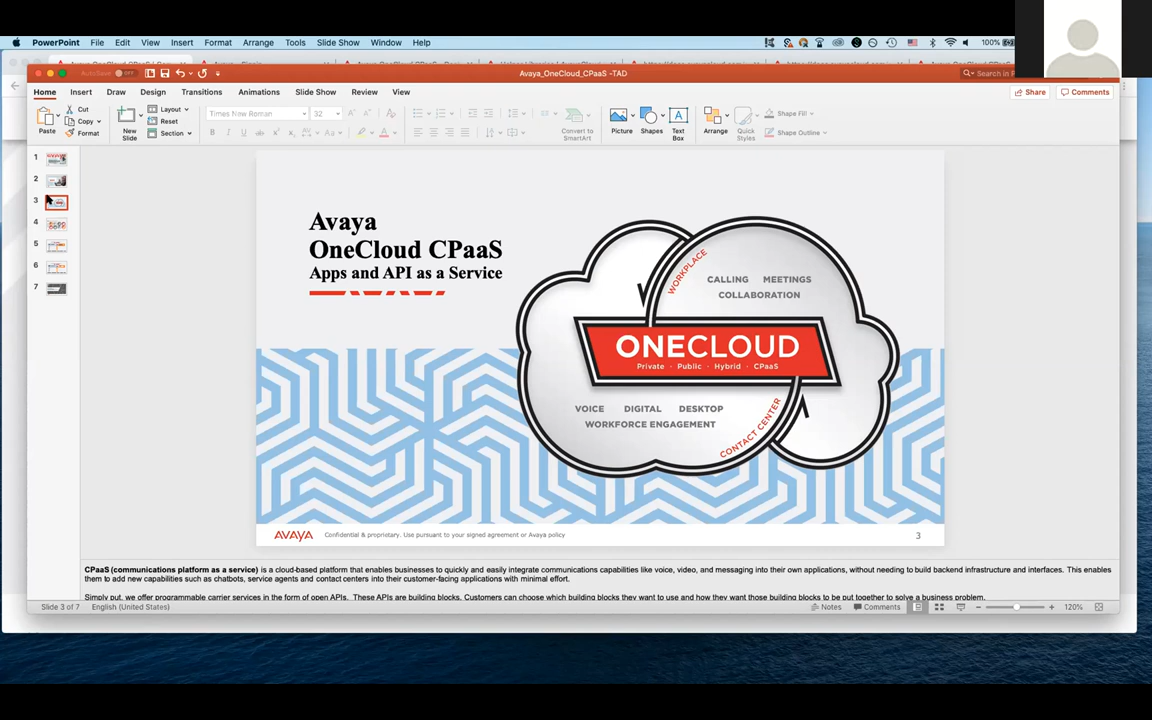 PowerPoint File Edit View Insert Format Arrange Tools Slide Show Window Help 100%
AutoSave OFF Avaya_OneCloud_CPaaS -TAD Search in P
Home Insert Draw Design Transitions Animations Slide Show Review View Share Comments
Paste Cut Copy Format New Slide Layout Reset Section Times New Roman 32 Convert to SmartArt Picture Shapes Text Box Arrange Quick Styles Shape Fill Shape Outline
1
2
3
4
5
6
7
Avaya
OneCloud CPaaS
Apps and API as a Service
WORKPLACE
CALLING MEETINGS
COLLABORATION
ONECLOUD
Private · Public · Hybrid · CPaaS
VOICE DIGITAL DESKTOP
WORKFORCE ENGAGEMENT
CONTACT CENTER
AVAYA Confidential & proprietary. Use pursuant to your signed agreement or Avaya policy 3
CPaaS (communications platform as a service) is a cloud-based platform that enables businesses to quickly and easily integrate communications capabilities like voice, video, and messaging into their own applications, without needing to build backend infrastructure and interfaces. This enables
them to add new capabilities such as chatbots, service agents and contact centers into their customer-facing applications with minimal effort.
Simply put, we offer programmable carrier services in the form of open APIs. These APIs are building blocks. Customers can choose which building blocks they want to use and how they want those building blocks to be put together to solve a business problem.
Slide 3 of 7 English (United States) Notes Comments 120%